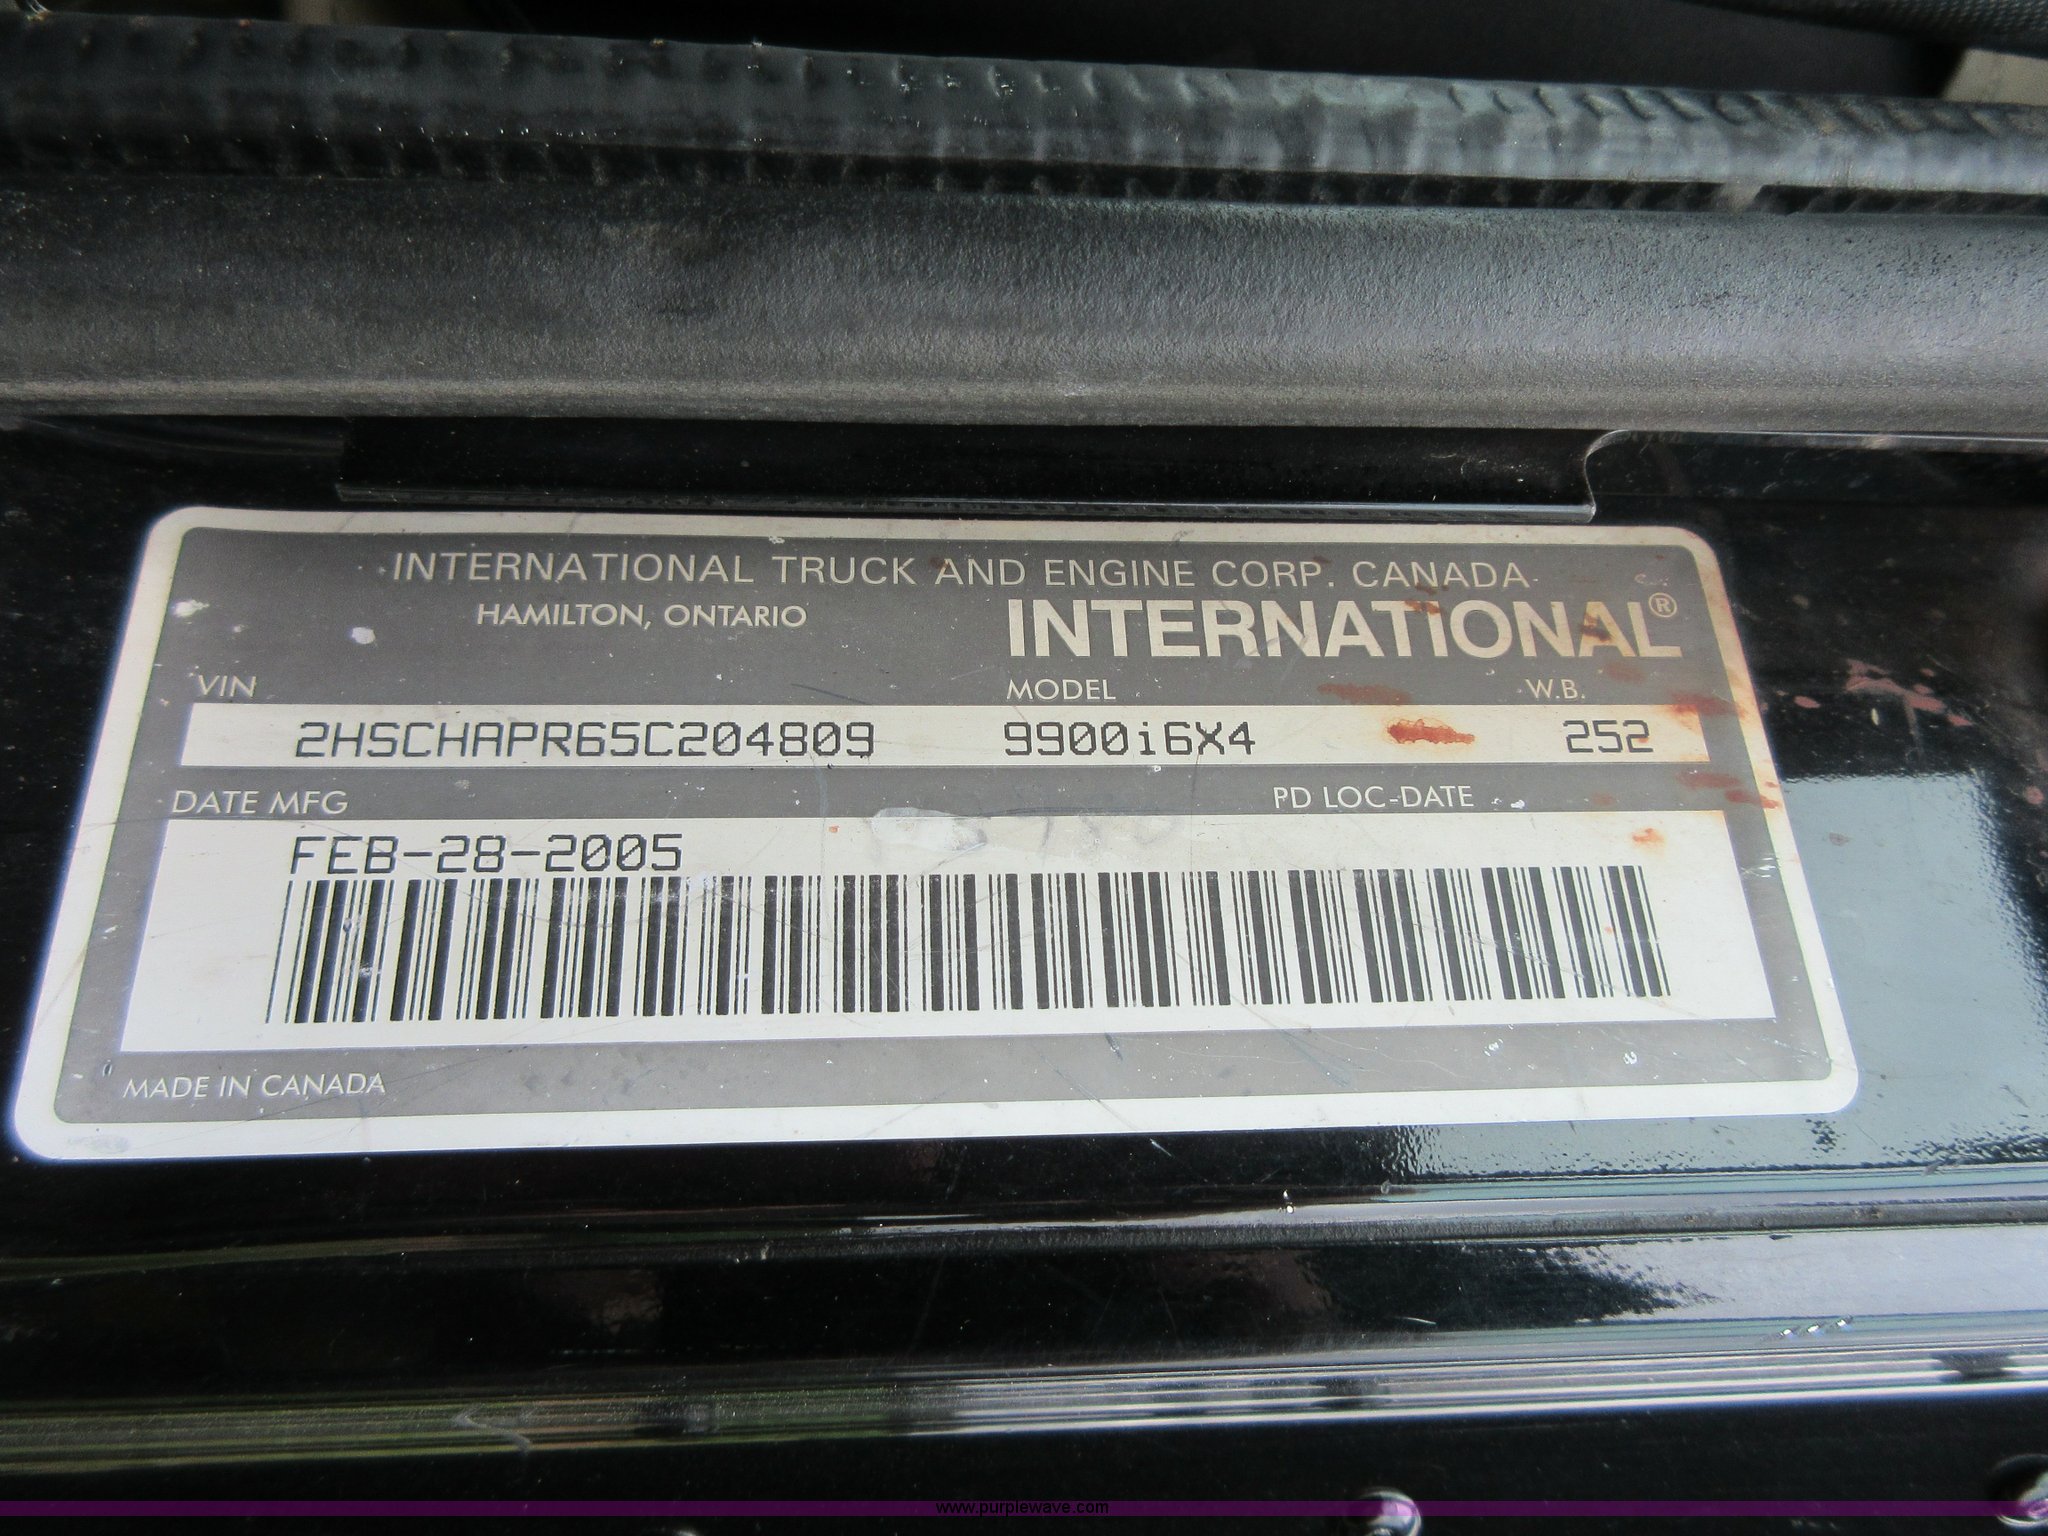 INTERNATIONAL TRUCK AND ENGINE CORP. CANADA
HAMILTON, ONTARIO
INTERNATIONAL®
VIN MODEL W.B.
2HSCHAPR65C204809 9900i6X4 252
DATE MFG PD LOC-DATE
FEB-28-2005
MADE IN CANADA
www.purplewave.com